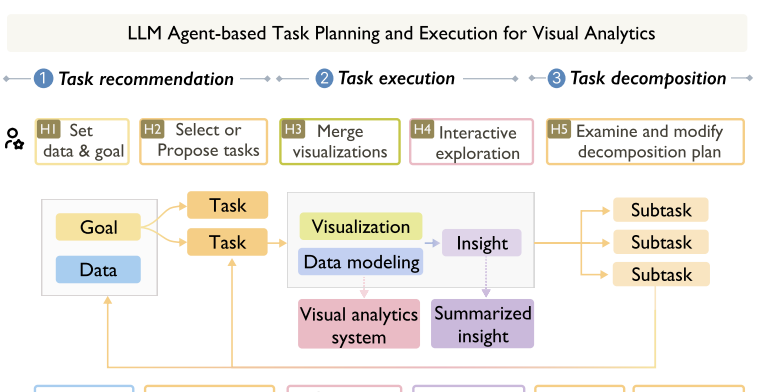 LLM Agent-based Task Planning and Execution for Visual Analytics
1 Task recommendation
2 Task execution
3 Task decomposition
H1 Set
data & goal
H2 Select or
Propose tasks
H3 Merge
visualizations
H4 Interactive
exploration
H5 Examine and modify
decomposition plan
Goal
Data
Task
Task
Visualization
Data modeling
Insight
Visual analytics
system
Summarized
insight
Subtask
Subtask
Subtask